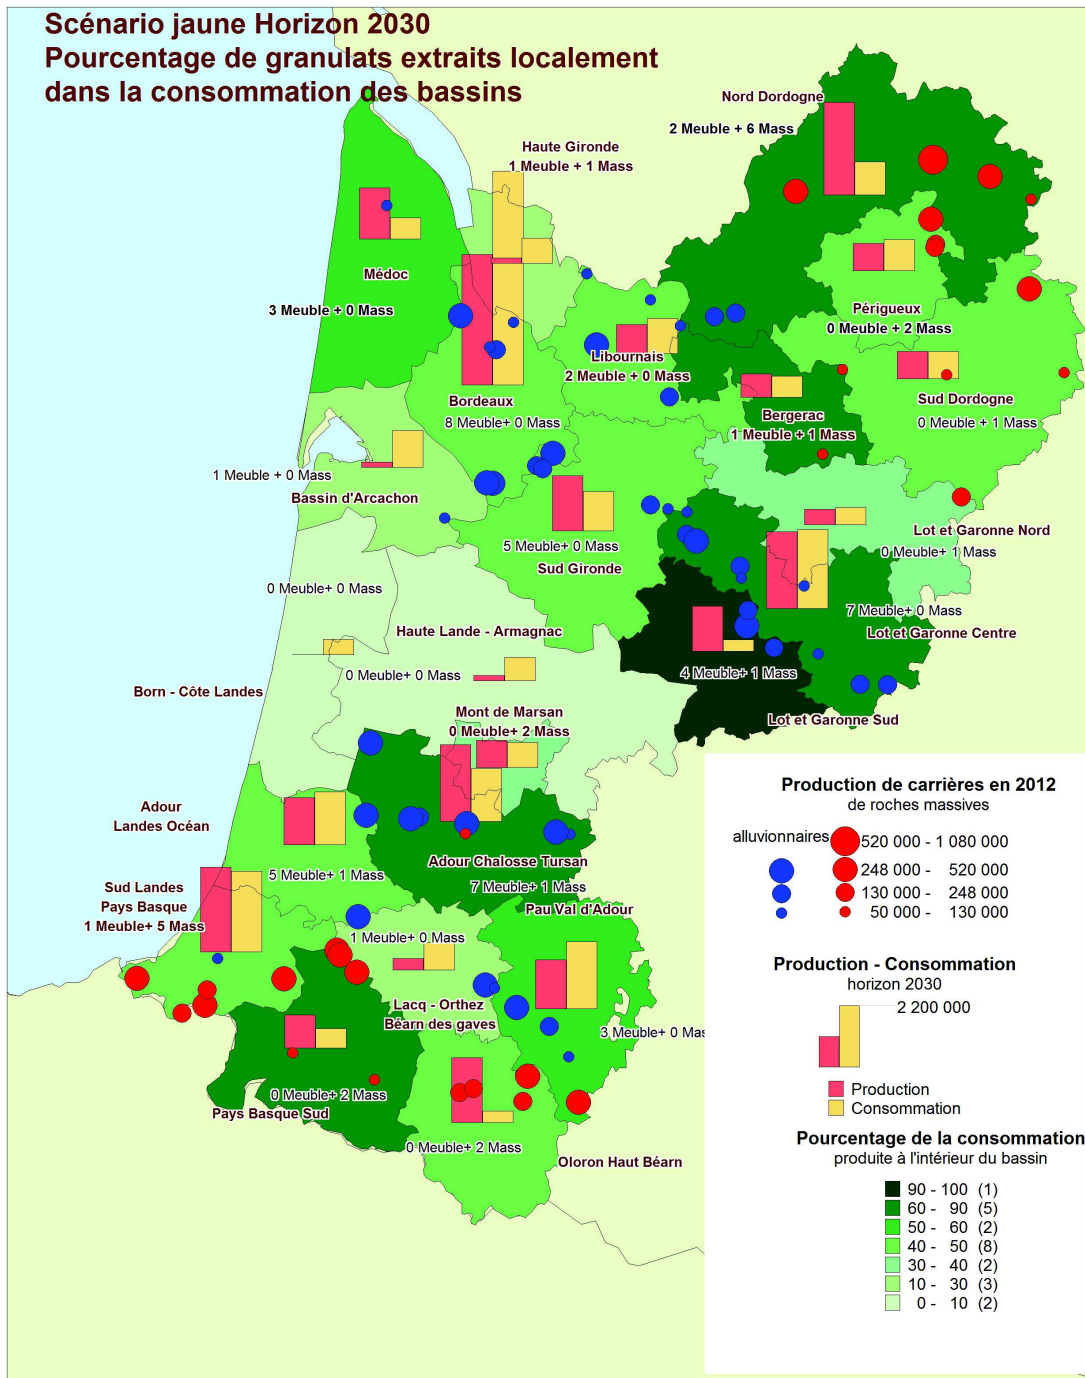 Scénario jaune Horizon 2030
Pourcentage de granulats extraits localement
dans la consommation des bassins
Nord Dordogne
2 Meuble + 6 Mass
Haute Gironde
1 Meuble + 1 Mass
Médoc
3 Meuble + 0 Mass
Périgueux
0 Meuble + 2 Mass
Libournais
2 Meuble + 0 Mass
Bordeaux
8 Meuble+ 0 Mass
Sud Dordogne
0 Meuble + 1 Mass
Bergerac
1 Meuble + 1 Mass
1 Meuble + 0 Mass
Bassin d'Arcachon
Lot et Garonne Nord
0 Meuble+ 1 Mass
5 Meuble+ 0 Mass
Sud Gironde
0 Meuble+ 0 Mass
7 Meuble+ 0 Mass
Lot et Garonne Centre
Haute Lande - Armagnac
0 Meuble+ 0 Mass
4 Meuble+ 1 Mass
Born - Côte Landes
Lot et Garonne Sud
Mont de Marsan
0 Meuble+ 2 Mass
Adour
Landes Océan
5 Meuble+ 1 Mass
Adour Chalosse Tursan
7 Meuble+ 1 Mass
Sud Landes
Pays Basque
1 Meuble+ 5 Mass
Pau Val d'Adour
1 Meuble+ 0 Mass
Lacq - Orthez
Béarn des gaves
3 Meuble+ 0 Mas
0 Meuble+ 2 Mass
Pays Basque Sud
0 Meuble+ 2 Mass
Oloron Haut Béarn
Production de carrières en 2012
de roches massives
alluvionnaires
520 000 - 1 080 000
248 000 - 520 000
130 000 - 248 000
50 000 - 130 000
Production - Consommation
horizon 2030
2 200 000
Production
Consommation
Pourcentage de la consommation
produite à l'intérieur du bassin
90 - 100 (1)
60 - 90 (5)
50 - 60 (2)
40 - 50 (8)
30 - 40 (2)
10 - 30 (3)
0 - 10 (2)